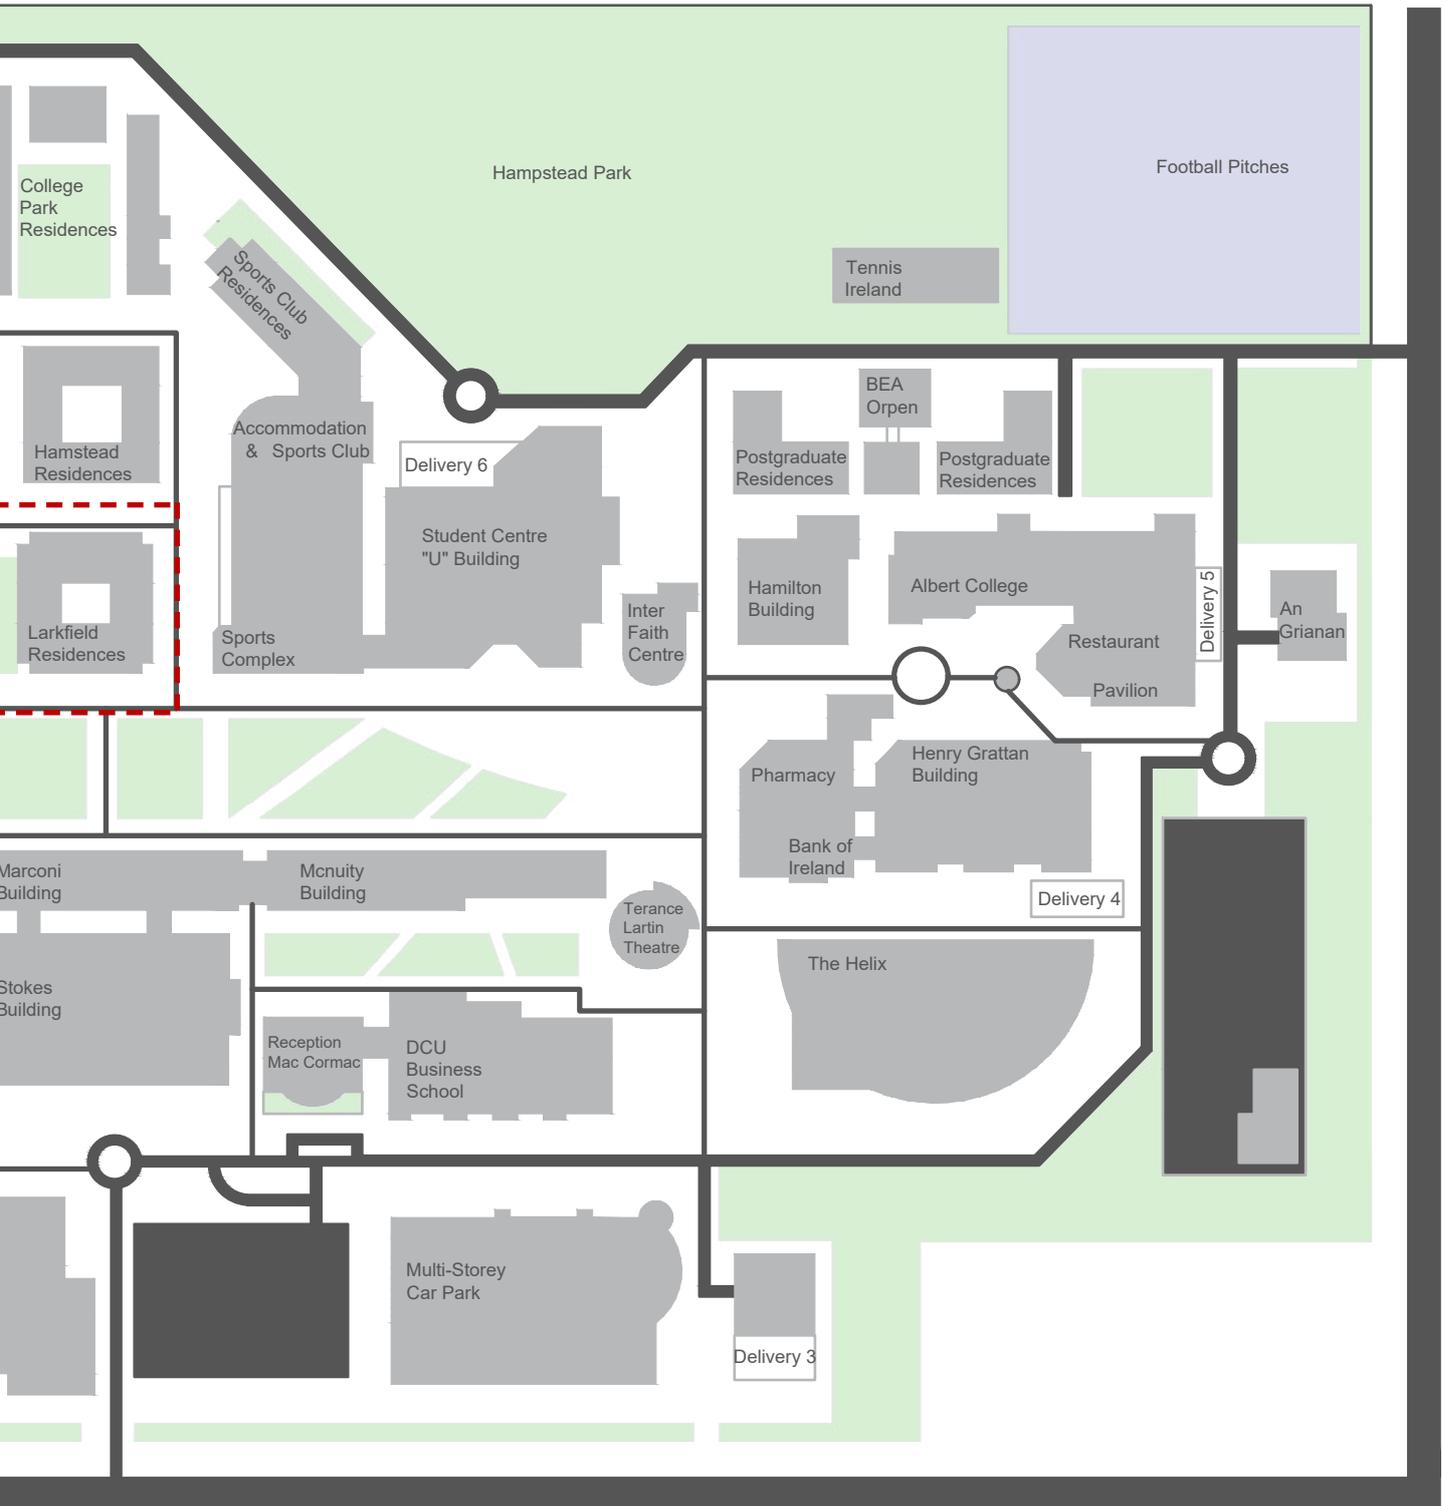 Hampstead Park
Football Pitches
College
Park
Residences
Sports Club
Residences
Tennis
Ireland
BEA
Orpen
Accommodation
& Sports Club
Hamstead
Residences
Delivery 6
Postgraduate
Residences
Postgraduate
Residences
Student Centre
"U" Building
Hamilton
Building
Albert College
Delivery 5
An
Grianan
Inter
Faith
Centre
Larkfield
Residences
Sports
Complex
Restaurant
Pavilion
Pharmacy
Henry Grattan
Building
Bank of
Ireland
Marconi
Building
Mcnuity
Building
Delivery 4
Terance
Lartin
Theatre
The Helix
Stokes
Building
Reception
Mac Cormac
DCU
Business
School
Multi-Storey
Car Park
Delivery 3